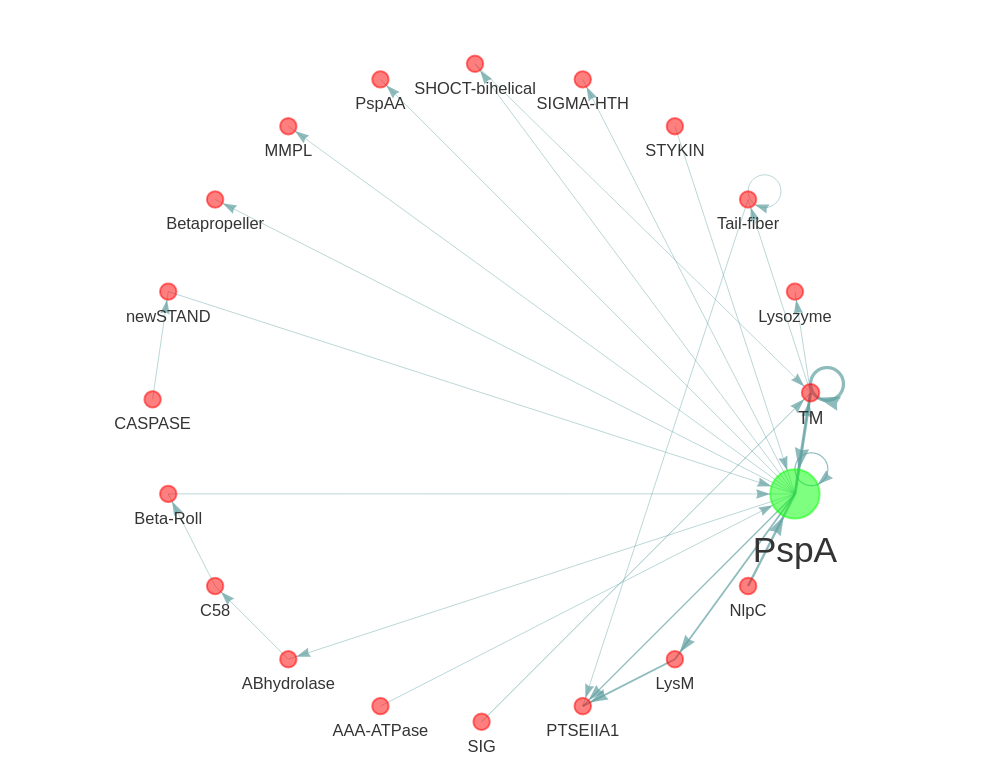 SHOCT-bihelical
PspAA
SIGMA-HTH
MMPL
STYKIN
Betapropeller
Tail-fiber
newSTAND
Lysozyme
CASPASE
TM
Beta-Roll
PspA
C58
NlpC
ABhydrolase
LysM
AAA-ATPase
PTSEIIA1
SIG